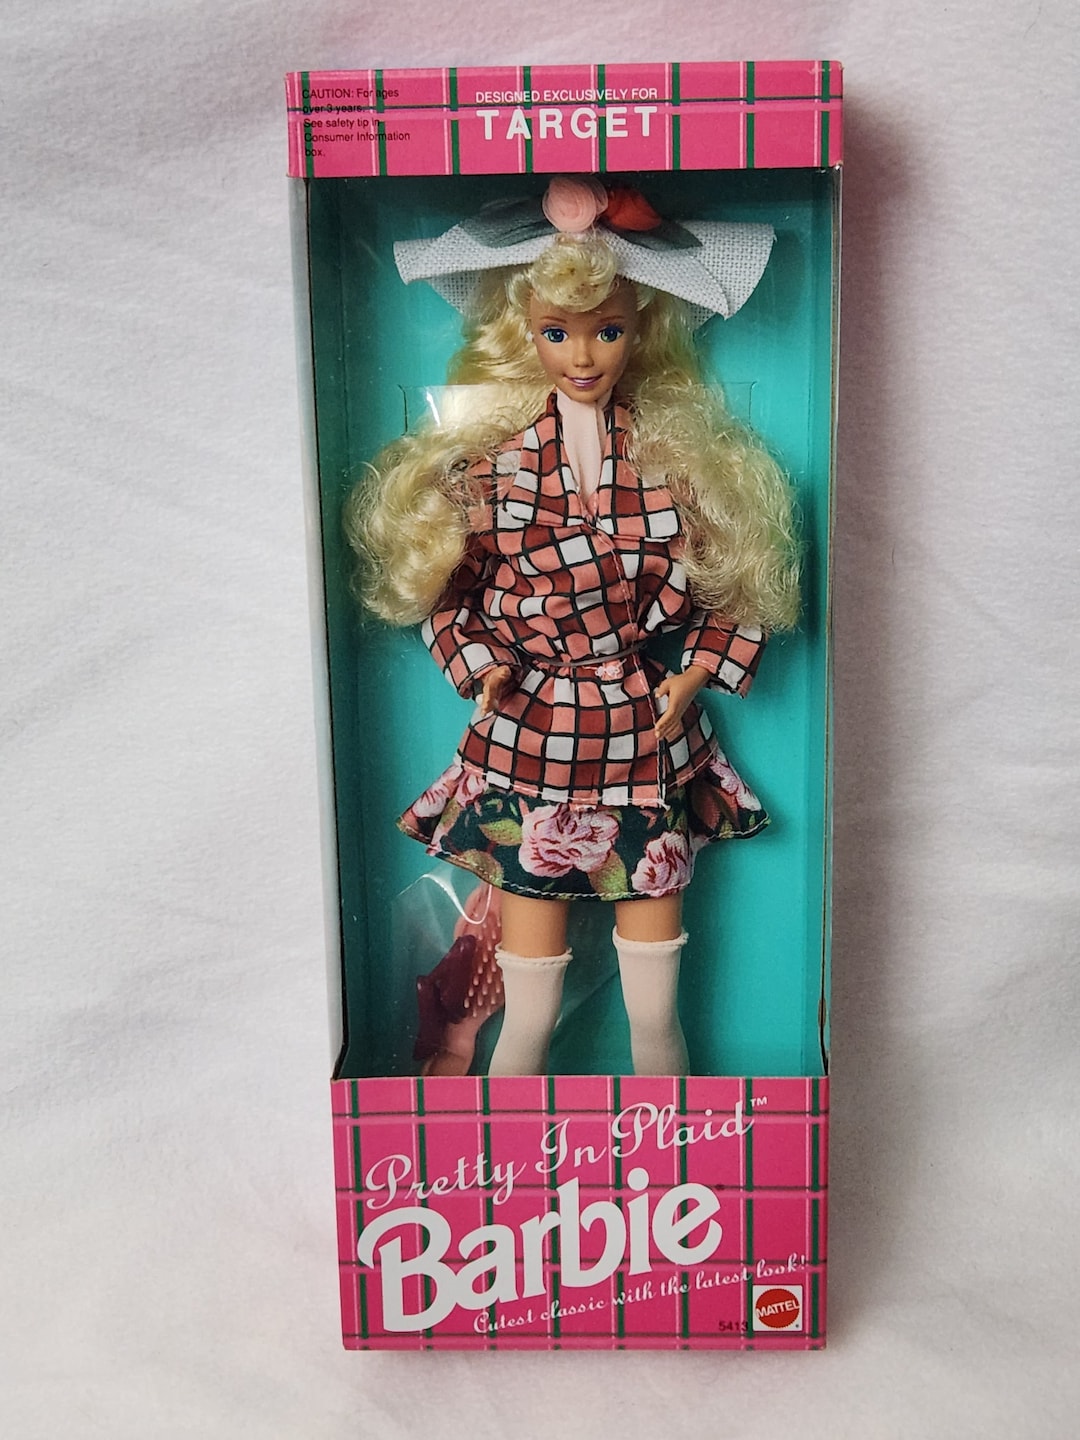 CAUTION: For ages
over 3 years.
See safety tip in
Consumer Information
box.
DESIGNED EXCLUSIVELY FOR
TARGET
Pretty In Plaid™
Barbie
Cutest classic with the latest look!
5413
MATTEL